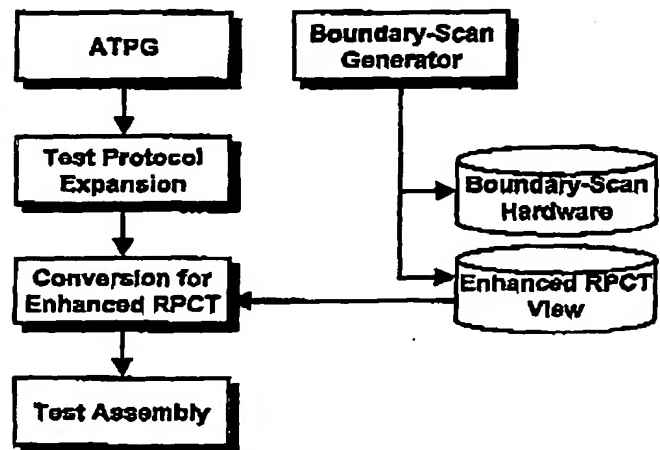 ATPG
Boundary-Scan
Generator
Test Protocol
Expansion
Boundary-Scan
Hardware
Conversion for
Enhanced RPCT
Enhanced RPCT
View
Test Assembly